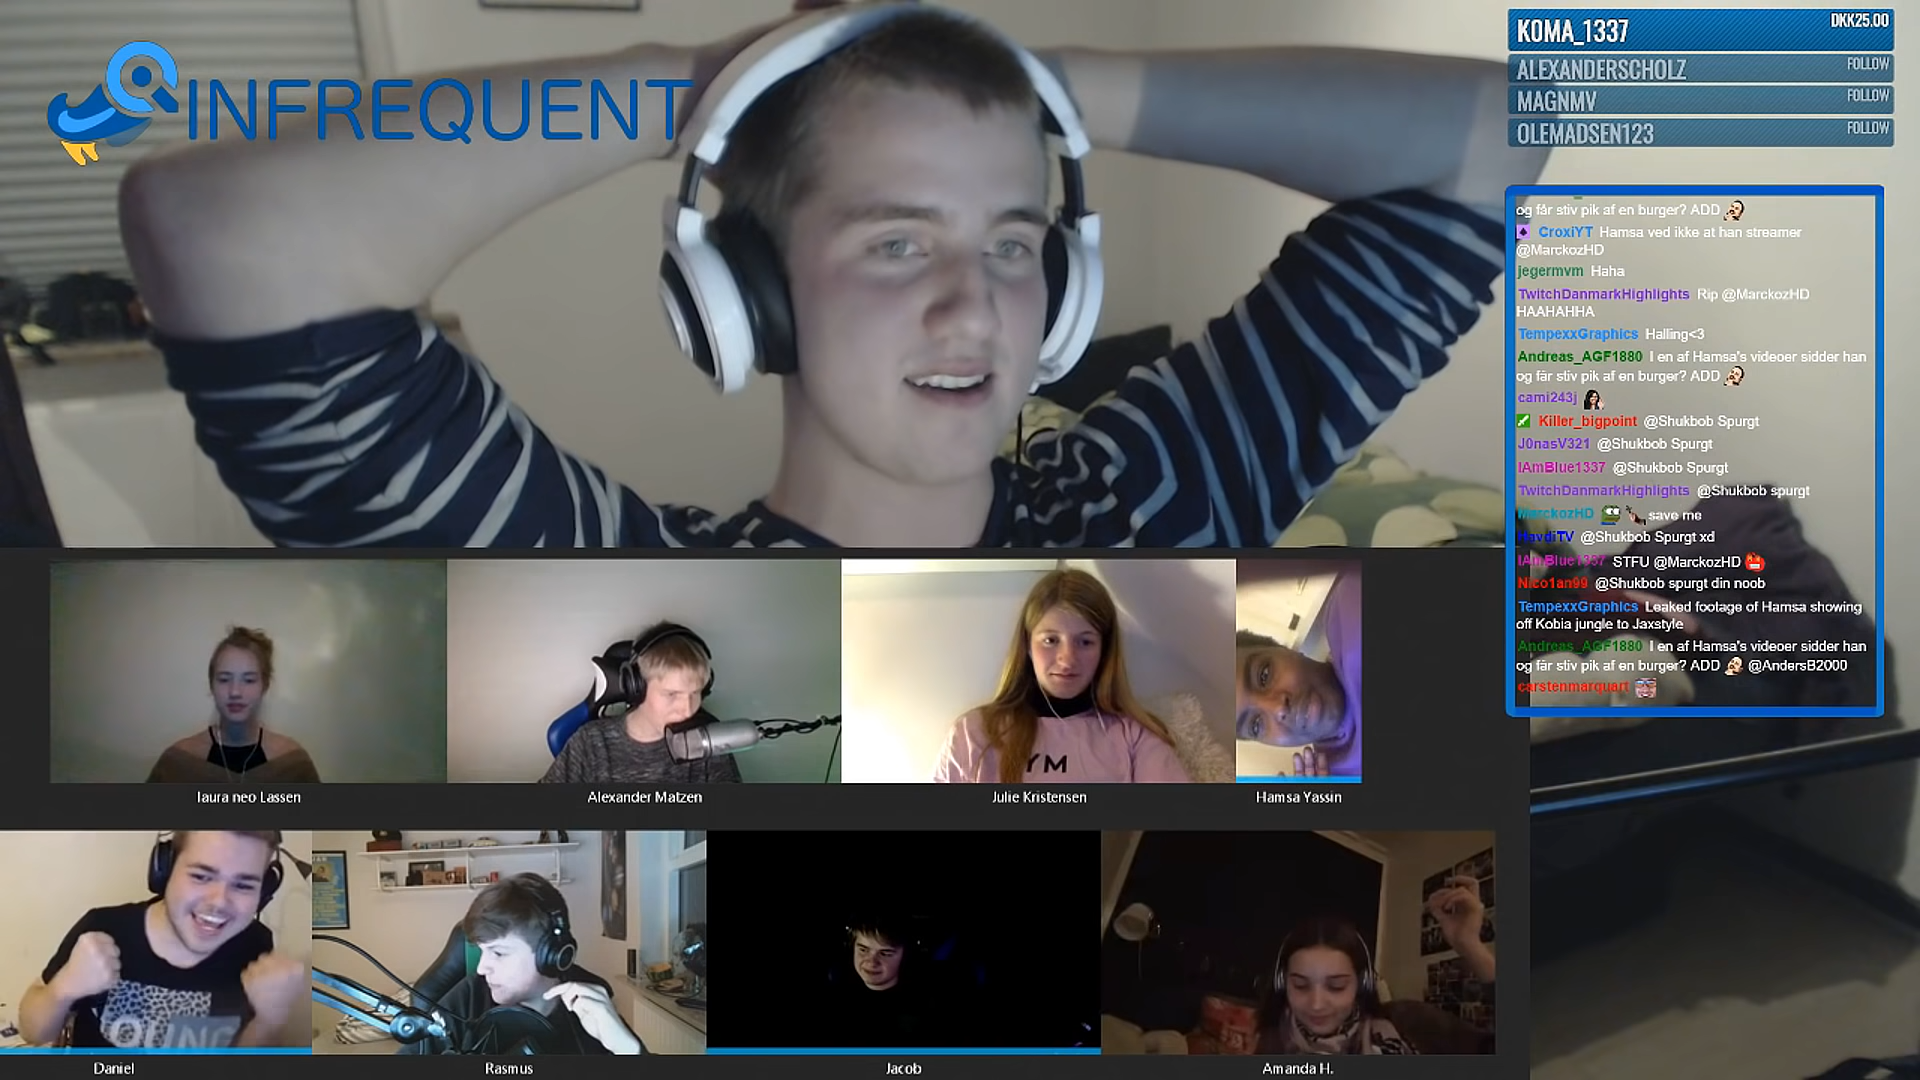 INFREQUENT
KOMA_1337
DKK25.00
ALEXANDERSCHOLZ
FOLLOW
MAGNMV
FOLLOW
OLEMADSEN123
FOLLOW
og får stiv pik af en burger? ADD
CroxiYT Hamsa ved ikke at han streamer
@MarckozHD
jegermvm Haha
TwitchDanmarkHighlights Rip @MarckozHD
HAAHAHHA
TempexxGraphics Halling<3
Andreas_AGF1880 I en af Hamsa's videoer sidder han
og får stiv pik af en burger? ADD
cami243j
Killer_bigpoint @Shukbob Spurgt
J0nasV321 @Shukbob Spurgt
IAmBlue1337 @Shukbob Spurgt
TwitchDanmarkHighlights @Shukbob spurgt
MarckozHD save me
HavdiTV @Shukbob Spurgt xd
IAmBlue1337 STFU @MarckozHD
Nico1an99 @Shukbob spurgt din noob
TempexxGraphics Leaked footage of Hamsa showing
off Kobia jungle to Jaxstyle
Andreas_AGF1880 I en af Hamsa's videoer sidder han
og får stiv pik af en burger? ADD @AndersB2000
carstenmarquart
YM
laura neo Lassen
Alexander Matzen
Julie Kristensen
Hamsa Yassin
OUNG
Daniel
Rasmus
Jacob
Amanda H.